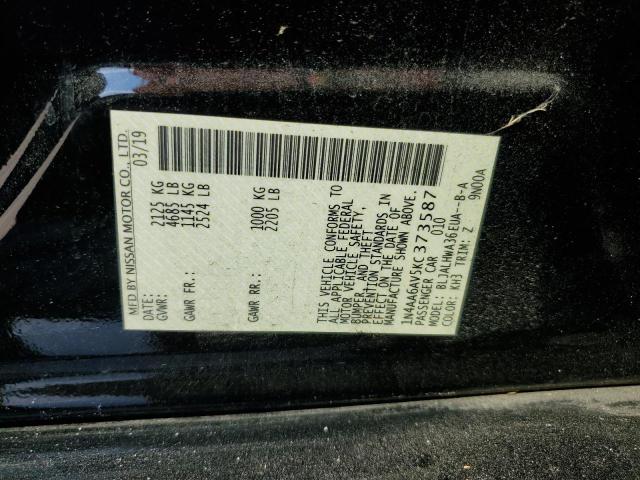 MFD BY NISSAN MOTOR CO., LTD.
DATE: 03/19
GVWR: 2125 KG
4685 LB
GAWR FR.: 1145 KG
2524 LB
GAWR RR.: 1000 KG
2205 LB
THIS VEHICLE CONFORMS TO
ALL APPLICABLE FEDERAL
MOTOR VEHICLE SAFETY,
BUMPER, AND THEFT
PREVENTION STANDARDS IN
EFFECT ON THE DATE OF
MANUFACTURE SHOWN ABOVE.
1N4AA6AV5KC373587
PASSENGER CAR 010
MODEL: BLJALHWA36EUA--B-A
COLOR: KH3 TRIM: Z 9N00A